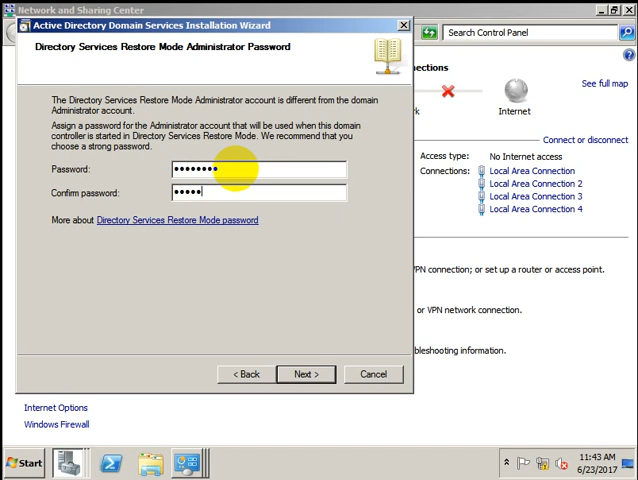 Network and Sharing Center
Active Directory Domain Services Installation Wizard
Search Control Panel
Directory Services Restore Mode Administrator Password
The Directory Services Restore Mode Administrator account is different from the domain
Administrator account.
Assign a password for the Administrator account that will be used when this domain
controller is started in Directory Services Restore Mode. We recommend that you
choose a strong password.
Password:
••••••••
Confirm password:
•••••
More about Directory Services Restore Mode password
< Back
Next >
Cancel
nections
See full map
Internet
Connect or disconnect
Access type:
No Internet access
Connections:
Local Area Connection
Local Area Connection 2
Local Area Connection 3
Local Area Connection 4
VPN connection; or set up a router or access point.
or VPN network connection.
bleshooting information.
Internet Options
Windows Firewall
Start
11:43 AM
6/23/2017